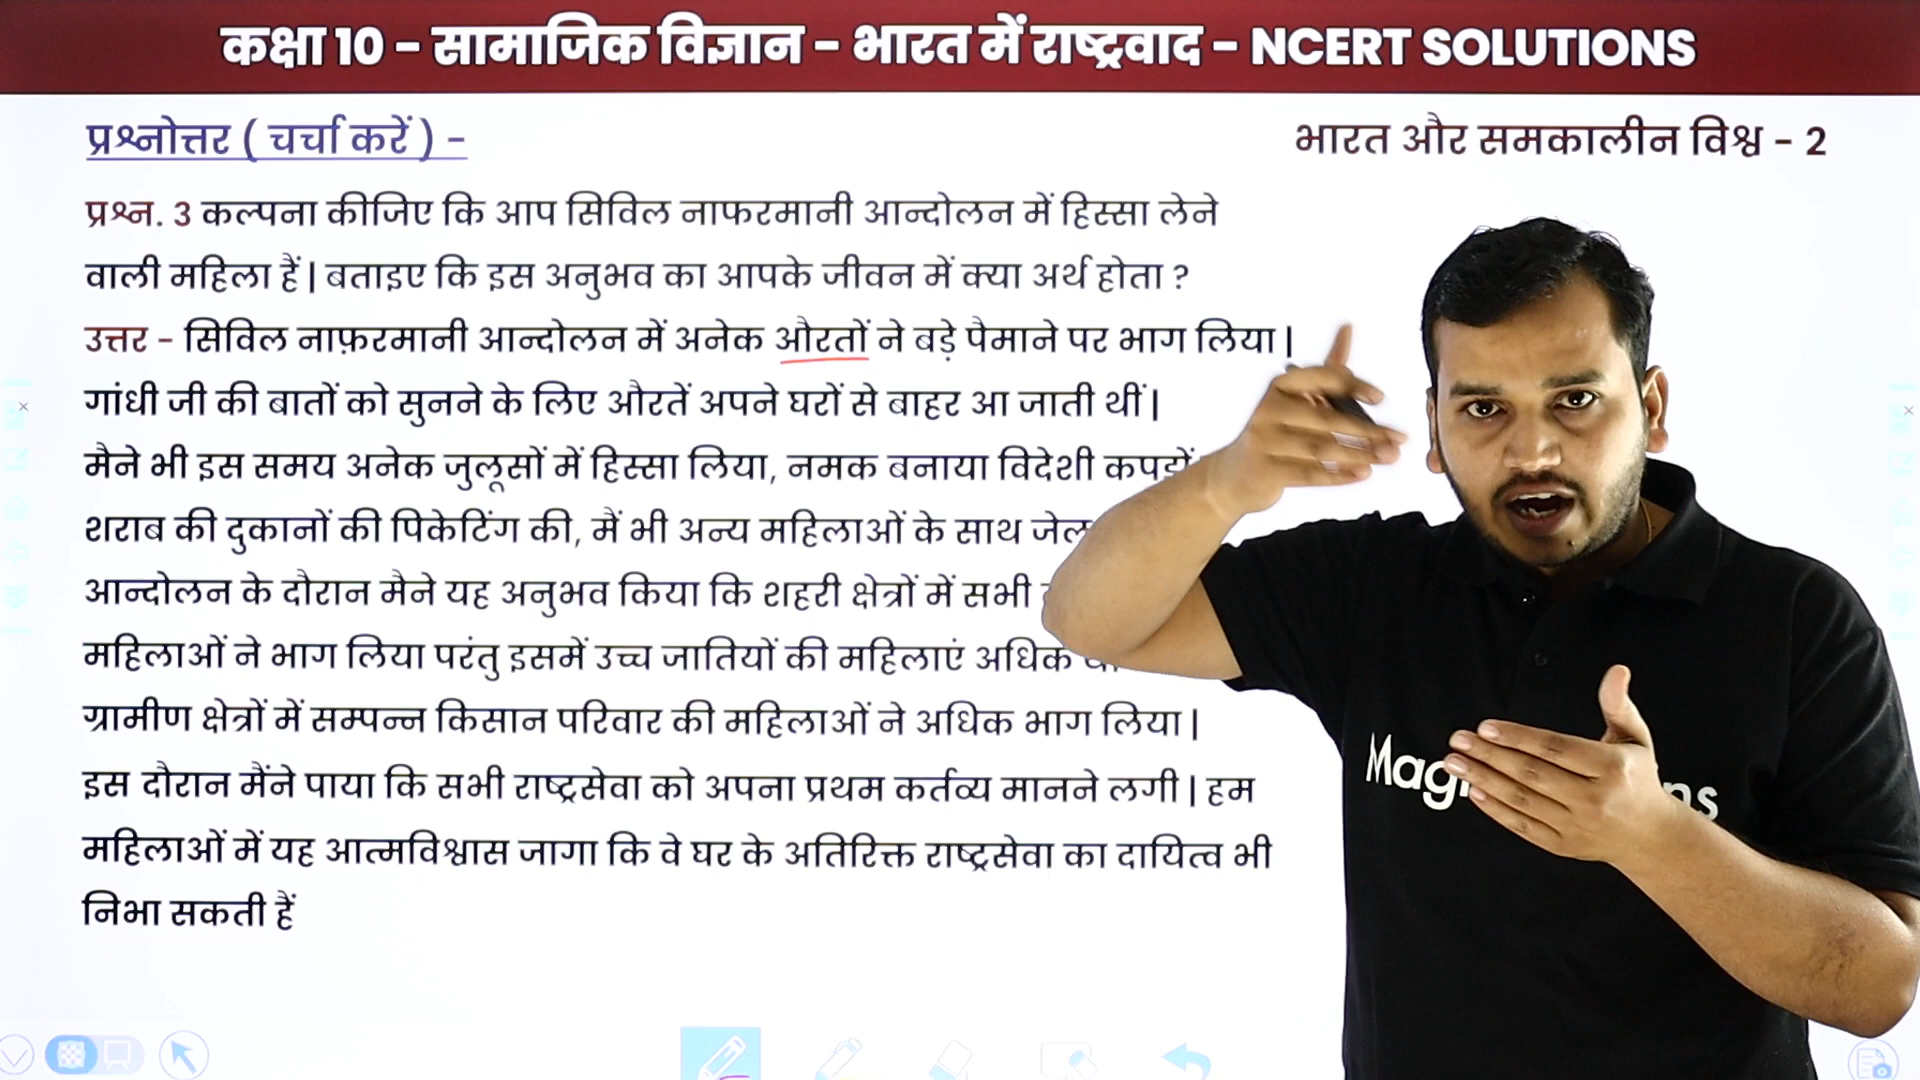 कक्षा 10 - सामाजिक विज्ञान - भारत में राष्ट्रवाद - NCERT SOLUTIONS
प्रश्नोत्तर ( चर्चा करें ) -
भारत और समकालीन विश्व - 2
प्रश्न. 3 कल्पना कीजिए कि आप सिविल नाफरमानी आन्दोलन में हिस्सा लेने
वाली महिला हैं | बताइए कि इस अनुभव का आपके जीवन में क्या अर्थ होता ?
उत्तर - सिविल नाफ़रमानी आन्दोलन में अनेक औरतों ने बड़े पैमाने पर भाग लिया |
गांधी जी की बातों को सुनने के लिए औरतें अपने घरों से बाहर आ जाती थीं |
मैने भी इस समय अनेक जुलूसों में हिस्सा लिया, नमक बनाया विदेशी कपड़ों
शराब की दुकानों की पिकेटिंग की, मैं भी अन्य महिलाओं के साथ जेल
आन्दोलन के दौरान मैने यह अनुभव किया कि शहरी क्षेत्रों में सभी
महिलाओं ने भाग लिया परंतु इसमें उच्च जातियों की महिलाएं अधिक
ग्रामीण क्षेत्रों में सम्पन्न किसान परिवार की महिलाओं ने अधिक भाग लिया |
इस दौरान मैंने पाया कि सभी राष्ट्रसेवा को अपना प्रथम कर्तव्य मानने लगी | हम
महिलाओं में यह आत्मविश्वास जागा कि वे घर के अतिरिक्त राष्ट्रसेवा का दायित्व भी
निभा सकती हैं